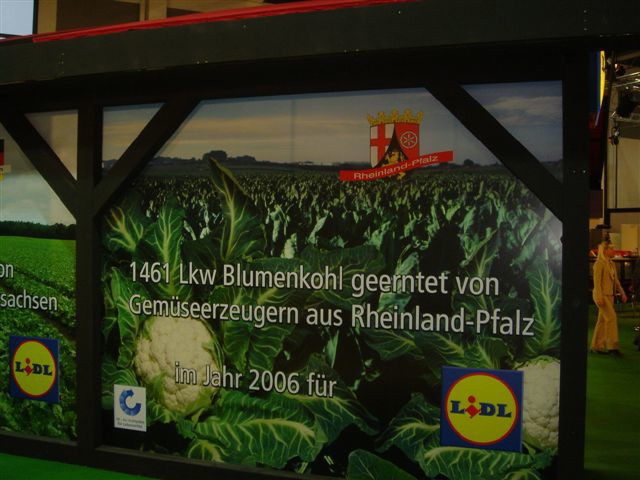 Rheinland-Pfalz
on
sachsen
1461 Lkw Blumenkohl geerntet von
Gemüseerzeugern aus Rheinland-Pfalz
im Jahr 2006 für
LIDL
LIDL